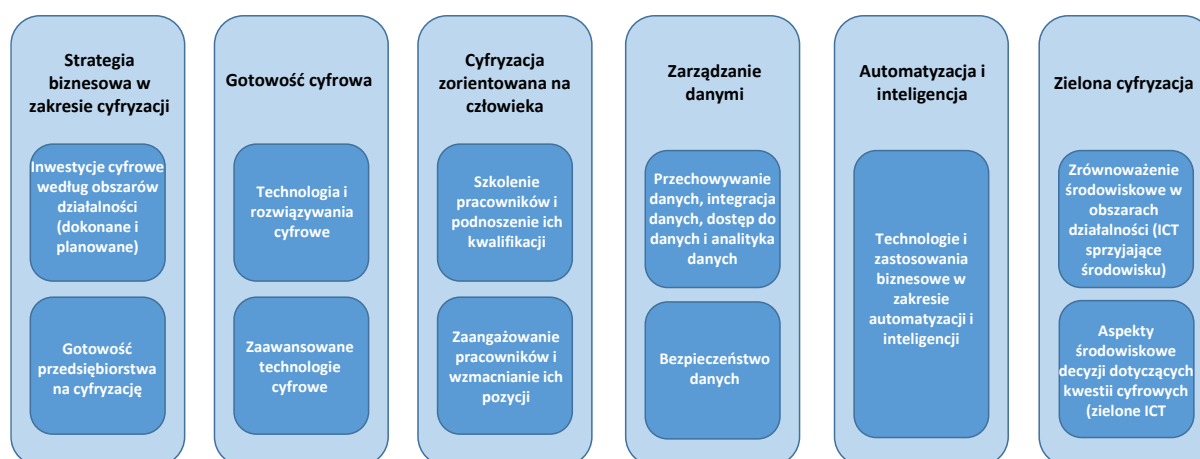 Strategia
biznesowa w
zakresie cyfryzacji
Inwestycje cyfrowe
według obszarów
działalności
(dokonane i
planowane)
Gotowość
przedsiębiorstwa
na cyfryzację
Gotowość cyfrowa
Technologia i
rozwiązywania
cyfrowe
Zaawansowane
technologie
cyfrowe
Cyfryzacja
zorientowana na
człowieka
Szkolenie
pracowników i
podnoszenie ich
kwalifikacji
Zaangażowanie
pracowników i
wzmacnianie ich
pozycji
Zarządzanie
danymi
Przechowywanie
danych, integracja
danych, dostęp do
danych i analityka
danych
Bezpieczeństwo
danych
Automatyzacja i
inteligencja
Technologie i
zastosowania
biznesowe w
zakresie
automatyzacji i
inteligencji
Zielona cyfryzacja
Zrównoważenie
środowiskowe w
obszarach
działalności (ICT
sprzyjające
środowisku)
Aspekty
środowiskowe
decyzji dotyczących
kwestii cyfrowych
(zielone ICT